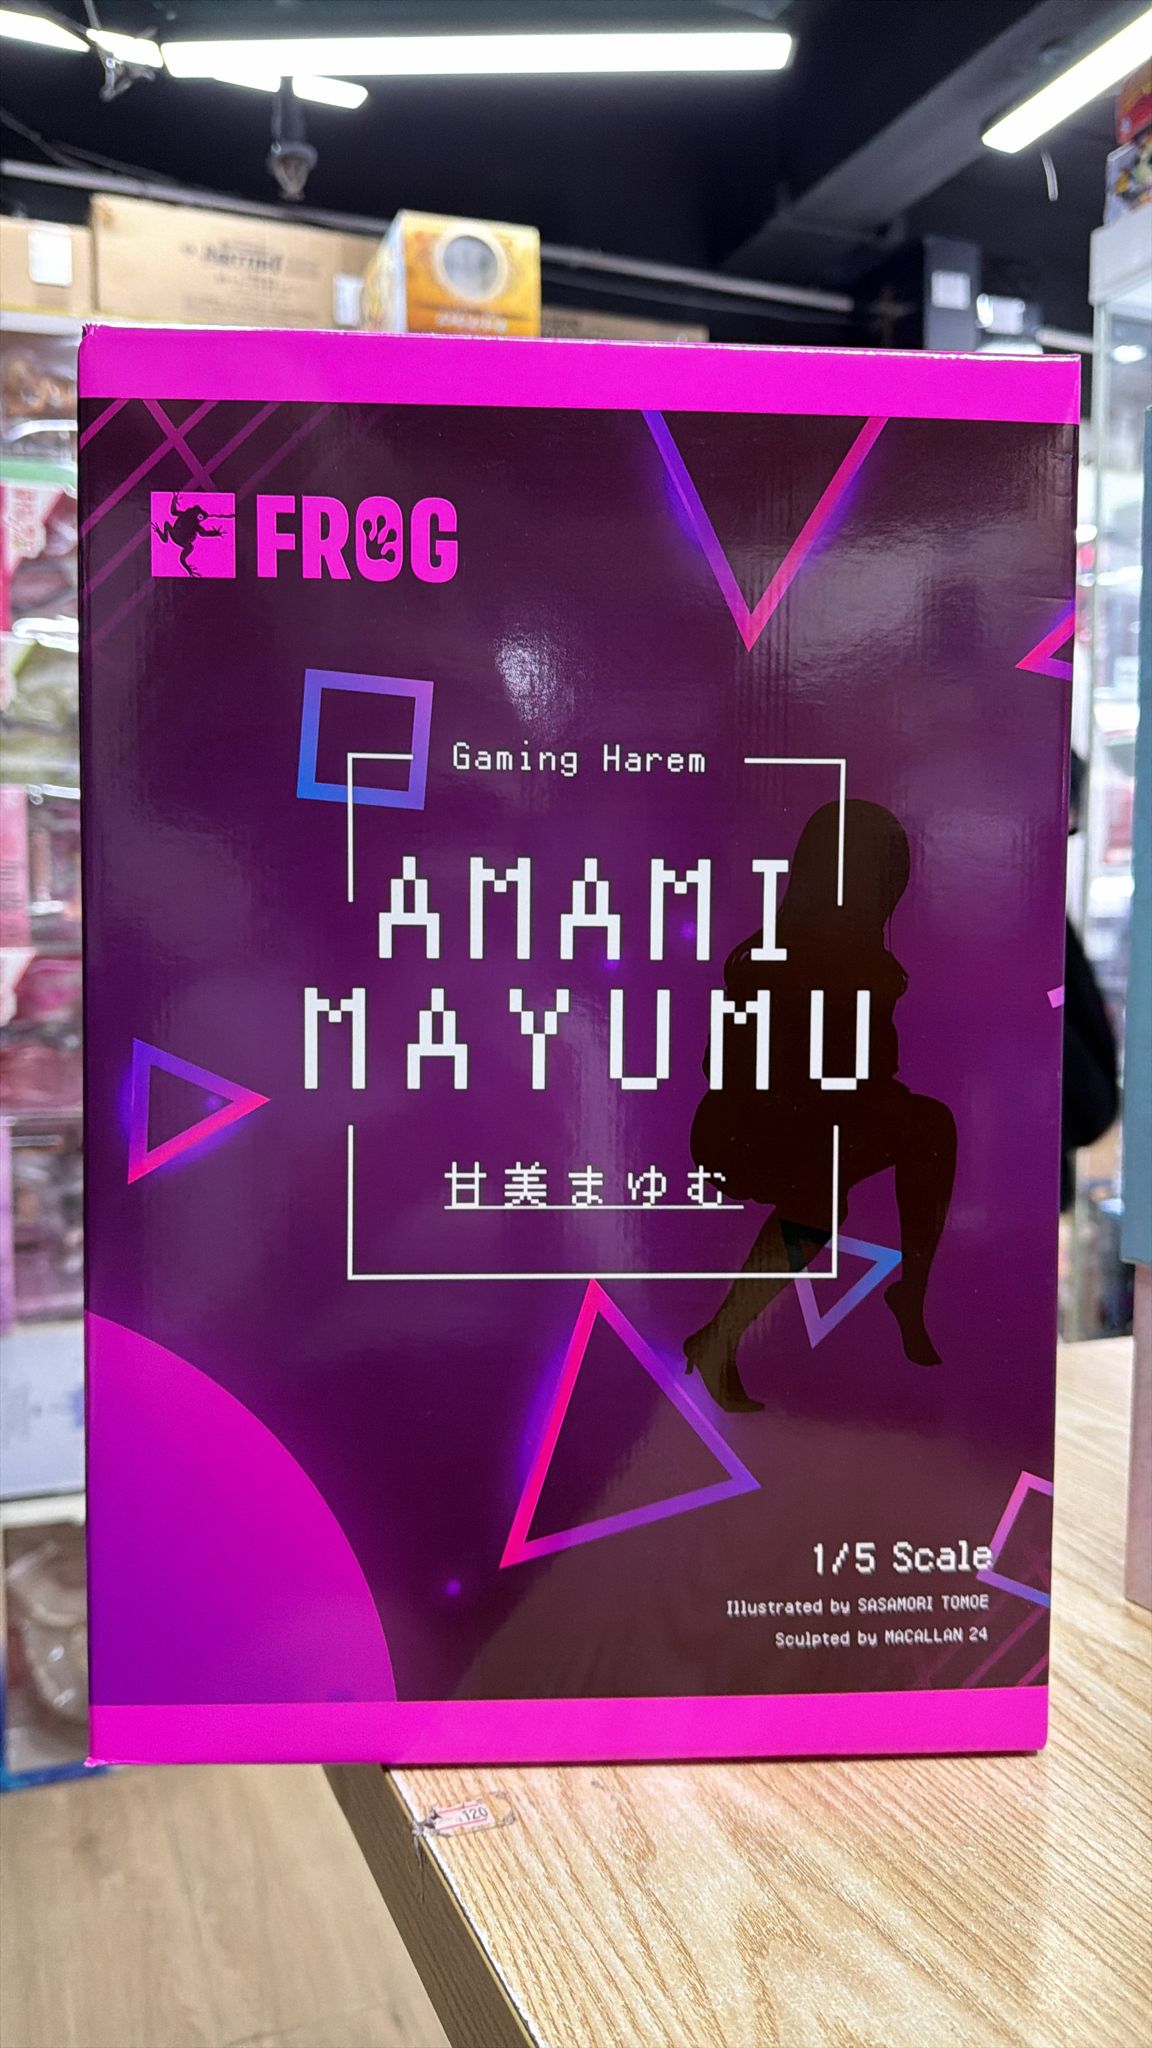 FROG
Gaming Harem
AMAMI
MAYUMU
甘美まゆむ
1/5 Scale
Illustrated by SASAMORI TOMOE
Sculpted by MACALLAN 24
120